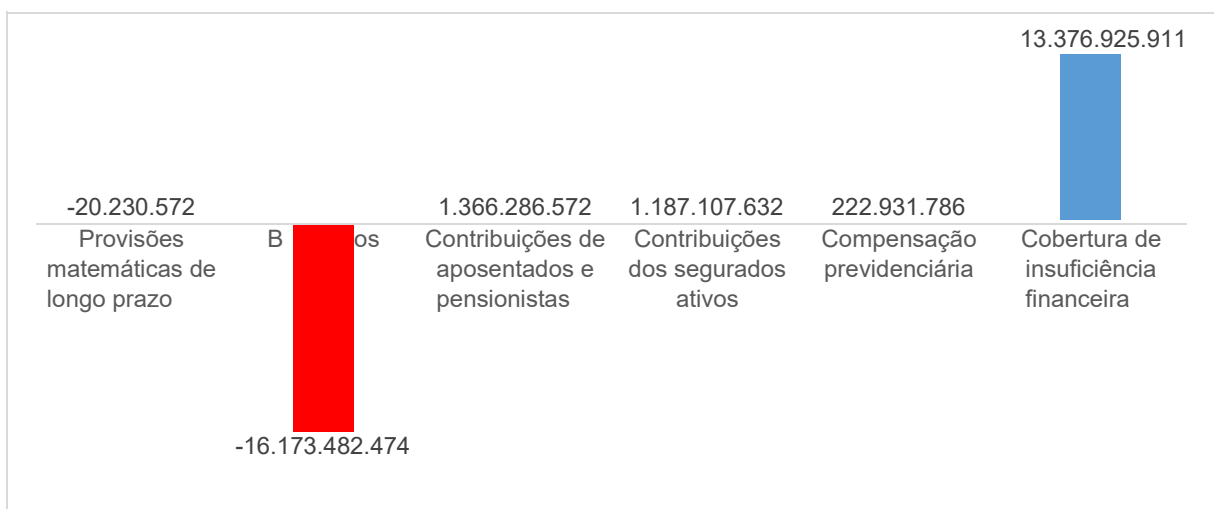 13.376.925.911
-20.230.572
1.366.286.572
1.187.107.632
222.931.786
Provisões
matemáticas de
longo prazo
B os
Contribuições de
aposentados e
pensionistas
Contribuições
dos segurados
ativos
Compensação
previdenciária
Cobertura de
insuficiência
financeira
-16.173.482.474